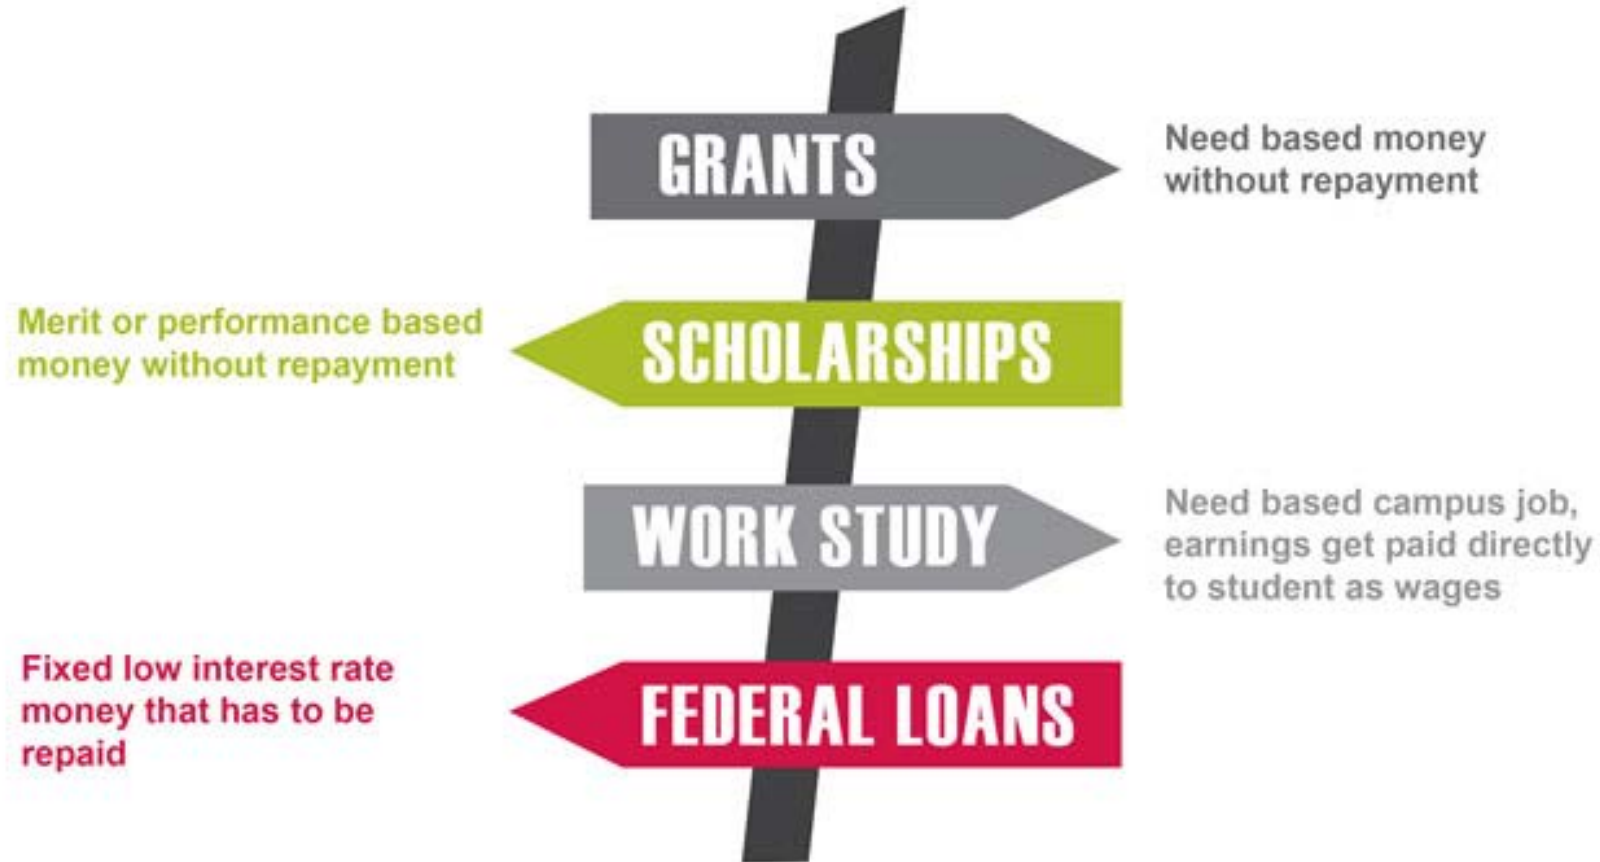 GRANTS
Need based money
without repayment
Merit or performance based
money without repayment
SCHOLARSHIPS
WORK STUDY
Need based campus job,
earnings get paid directly
to student as wages
Fixed low interest rate
money that has to be
repaid
FEDERAL LOANS